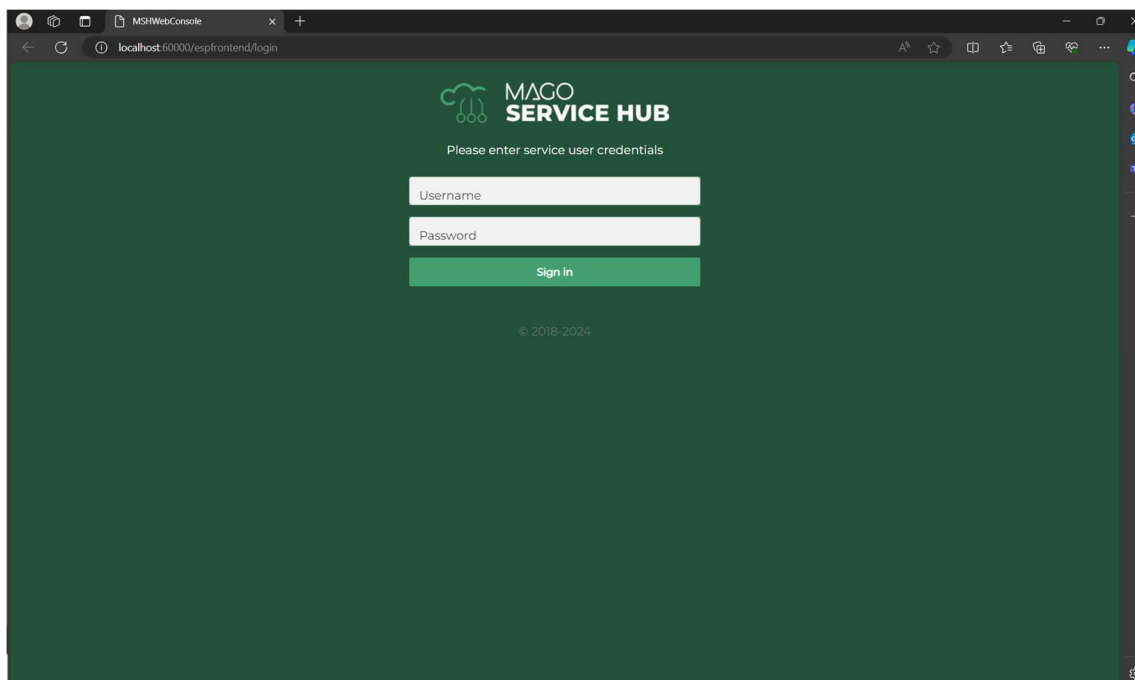 MSHWebConsole
localhost:60000/espfrontend/login
MAGO
SERVICE HUB
Please enter service user credentials
Username
Password
Sign in
© 2018-2024